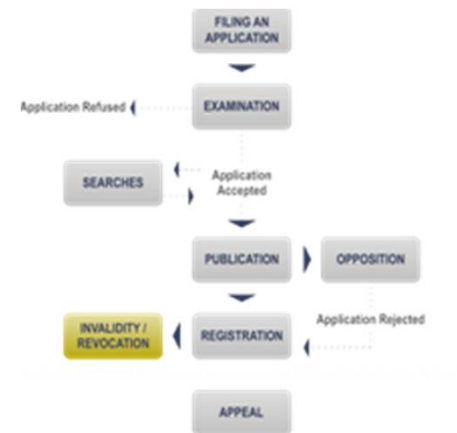 FILING AN
APPLICATION
Application Refused
EXAMINATION
SEARCHES
Application
Accepted
PUBLICATION
OPPOSITION
Application Rejected
INVALIDITY /
REVOCATION
REGISTRATION
APPEAL